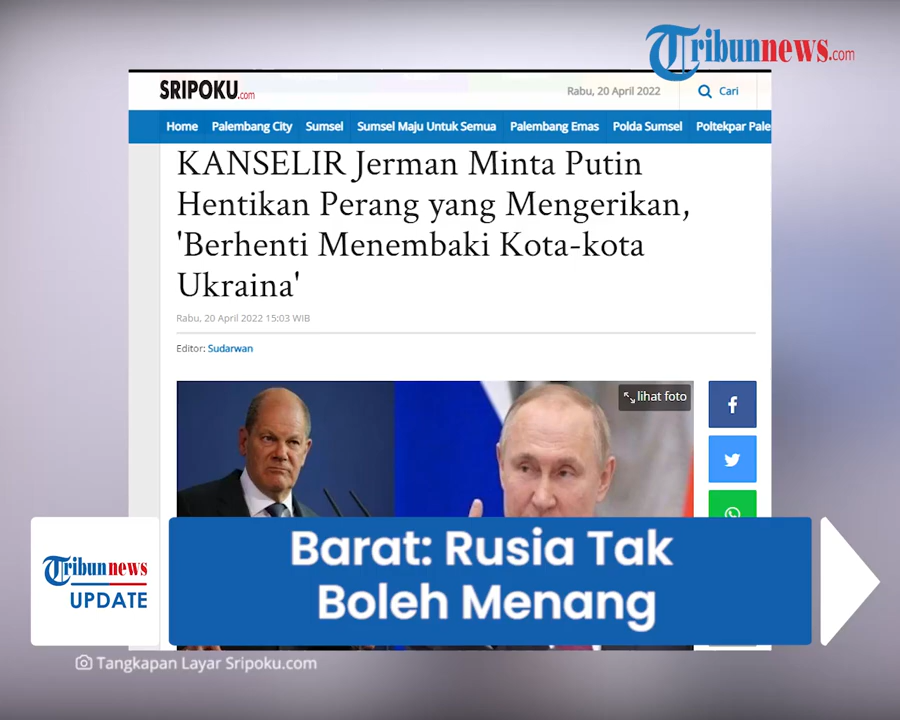 Tribunnews.com
SRIPOKU.com
Rabu, 20 April 2022
Cari
Home Palembang City Sumsel Sumsel Maju Untuk Semua Palembang Emas Polda Sumsel Poltekpar Pale
KANSELIR Jerman Minta Putin
Hentikan Perang yang Mengerikan,
'Berhenti Menembaki Kota-kota
Ukraina'
Rabu, 20 April 2022 15:03 WIB
Editor: Sudarwan
lihat foto
Tribunnews
UPDATE
Barat: Rusia Tak
Boleh Menang
Tangkapan Layar Sripoku.com